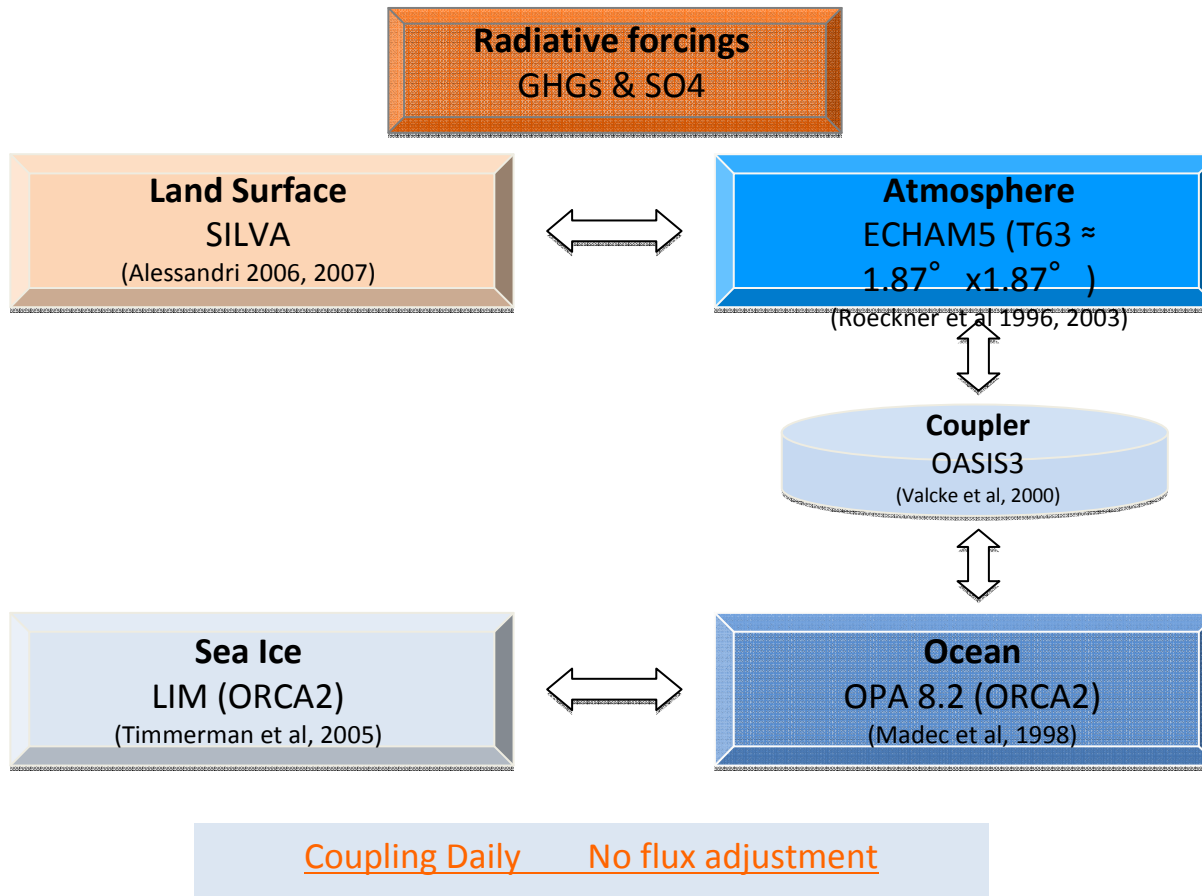 Radiative forcings
GHGs & SO4
Land Surface
SILVA
(Alessandri 2006, 2007)
Atmosphere
ECHAM5 (T63 ≈
1.87° x1.87° )
(Roeckner et al 1996, 2003)
Coupler
OASIS3
(Valcke et al, 2000)
Sea Ice
LIM (ORCA2)
(Timmerman et al, 2005)
Ocean
OPA 8.2 (ORCA2)
(Madec et al, 1998)
Coupling Daily No flux adjustment